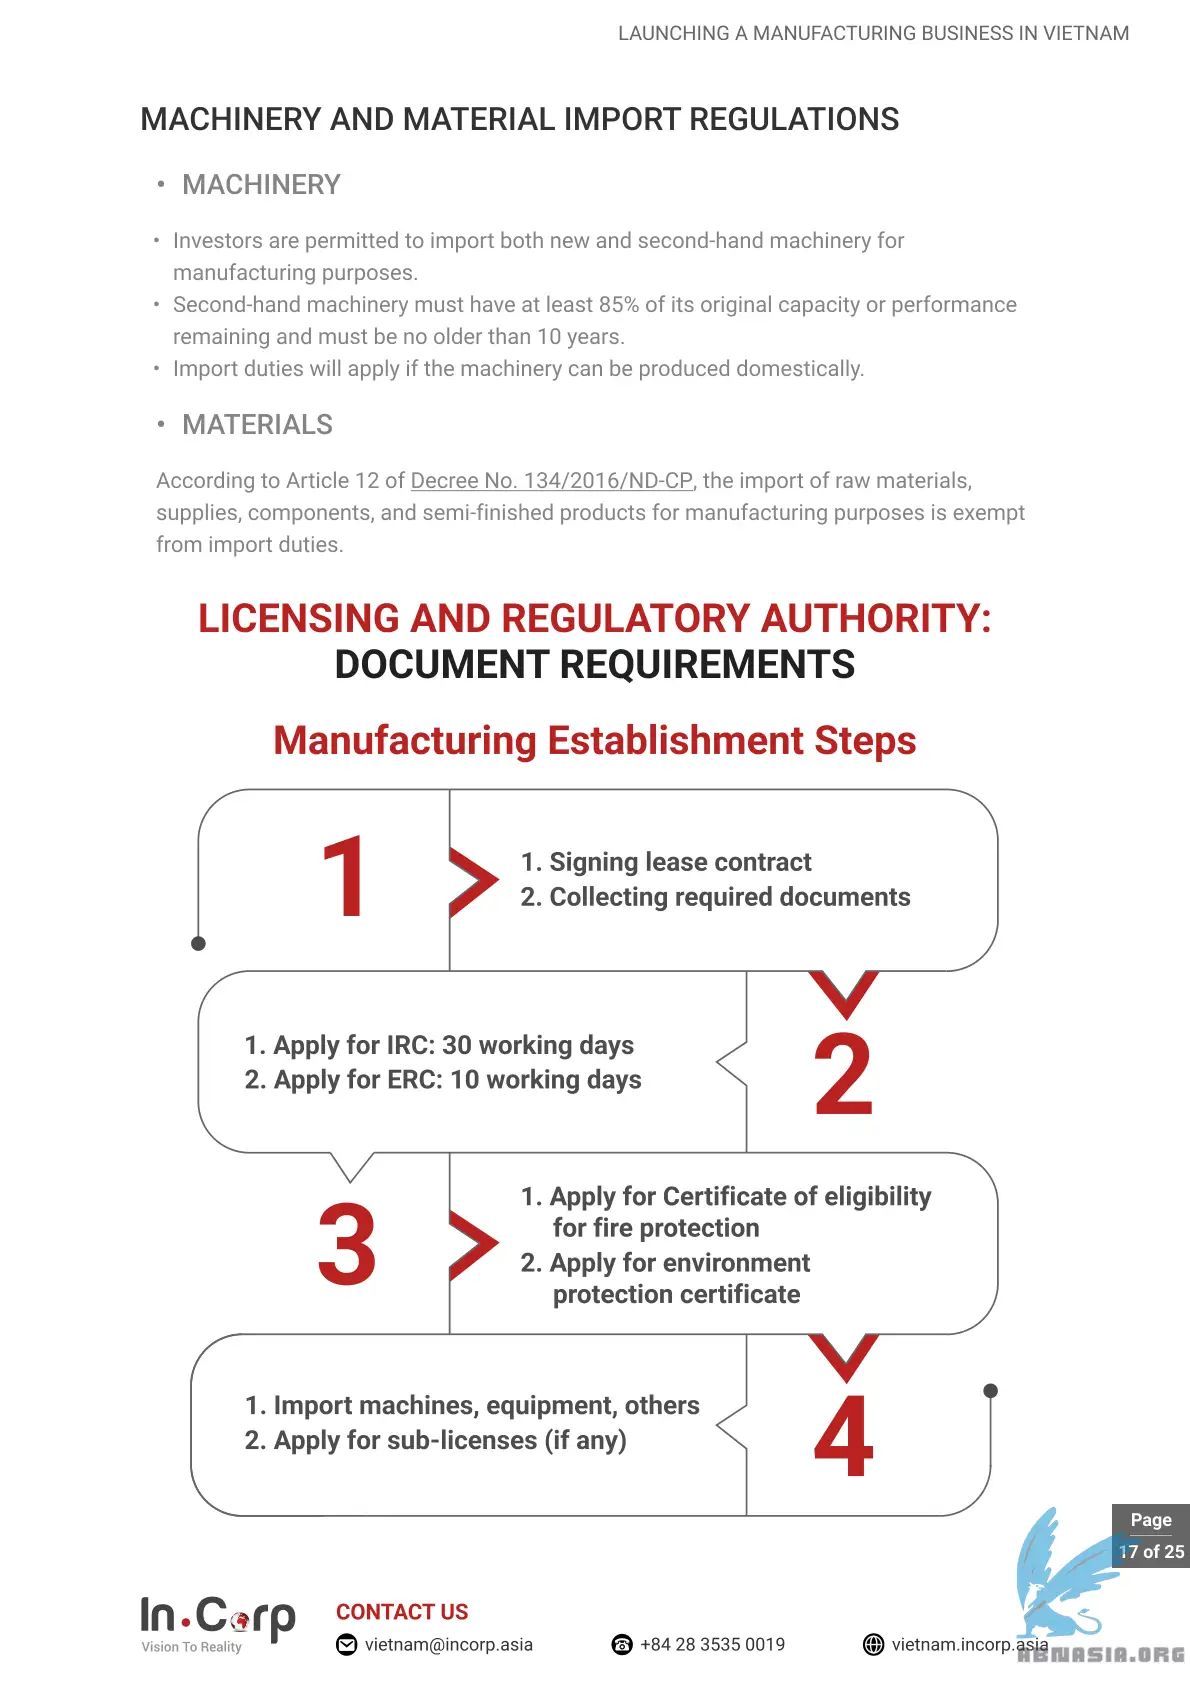 LAUNCHING A MANUFACTURING BUSINESS IN VIETNAM
MACHINERY AND MATERIAL IMPORT REGULATIONS
• MACHINERY
• Investors are permitted to import both new and second-hand machinery for
manufacturing purposes.
• Second-hand machinery must have at least 85% of its original capacity or performance
remaining and must be no older than 10 years.
• Import duties will apply if the machinery can be produced domestically.
• MATERIALS
According to Article 12 of Decree No. 134/2016/ND-CP, the import of raw materials,
supplies, components, and semi-finished products for manufacturing purposes is exempt
from import duties.
LICENSING AND REGULATORY AUTHORITY:
DOCUMENT REQUIREMENTS
Manufacturing Establishment Steps
1
1. Signing lease contract
2. Collecting required documents
2
1. Apply for IRC: 30 working days
2. Apply for ERC: 10 working days
3
1. Apply for Certificate of eligibility
for fire protection
2. Apply for environment
protection certificate
4
1. Import machines, equipment, others
2. Apply for sub-licenses (if any)
Page
17 of 25
In.Corp
Vision To Reality
CONTACT US
vietnam@incorp.asia
+84 28 3535 0019
vietnam.incorp.asia
ABNASIA.ORG